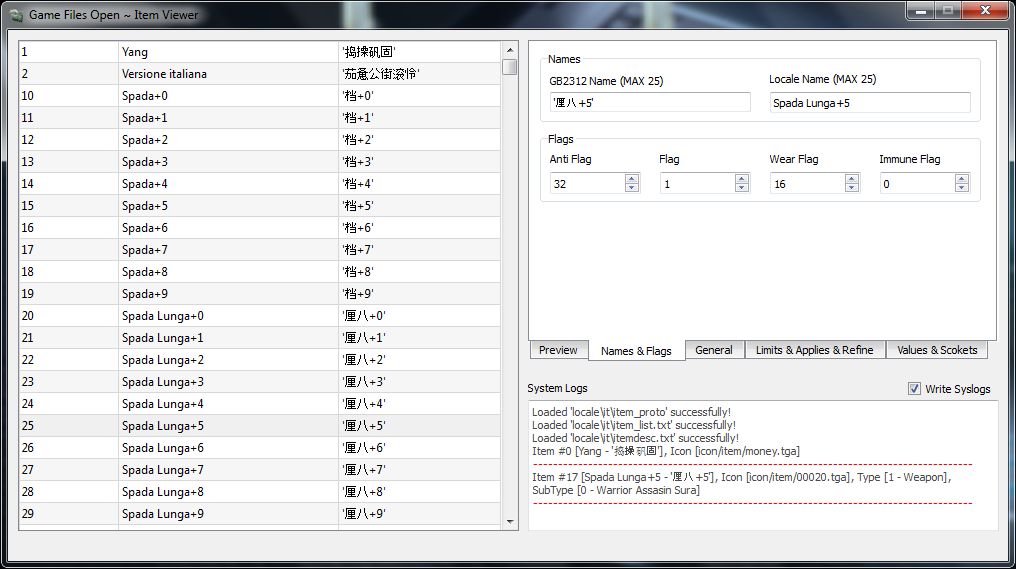 Game Files Open ~ Item Viewer
1 Yang '捣操矾固'
2 Versione italiana '茄惫公街滚怜'
10 Spada+0 '档+0'
11 Spada+1 '档+1'
12 Spada+2 '档+2'
13 Spada+3 '档+3'
14 Spada+4 '档+4'
15 Spada+5 '档+5'
16 Spada+6 '档+6'
17 Spada+7 '档+7'
18 Spada+8 '档+8'
19 Spada+9 '档+9'
20 Spada Lunga+0 '厘八+0'
21 Spada Lunga+1 '厘八+1'
22 Spada Lunga+2 '厘八+2'
23 Spada Lunga+3 '厘八+3'
24 Spada Lunga+4 '厘八+4'
25 Spada Lunga+5 '厘八+5'
26 Spada Lunga+6 '厘八+6'
27 Spada Lunga+7 '厘八+7'
28 Spada Lunga+8 '厘八+8'
29 Spada Lunga+9 '厘八+9'
Names
GB2312 Name (MAX 25) Locale Name (MAX 25)
'厘八+5' Spada Lunga+5
Flags
Anti Flag Flag Wear Flag Immune Flag
32 1 16 0
Preview Names & Flags General Limits & Applies & Refine Values & Scokets
System Logs Write Syslogs
Loaded 'locale\it\item_proto' successfully!
Loaded 'locale\it\item_list.txt' successfully!
Loaded 'locale\it\itemdesc.txt' successfully!
Item #0 [Yang - '捣操矾固'], Icon [icon/item/money.tga]
Item #17 [Spada Lunga+5 - '厘八+5'], Icon [icon/item/00020.tga], Type [1 - Weapon],
SubType [0 - Warrior Assasin Sura]